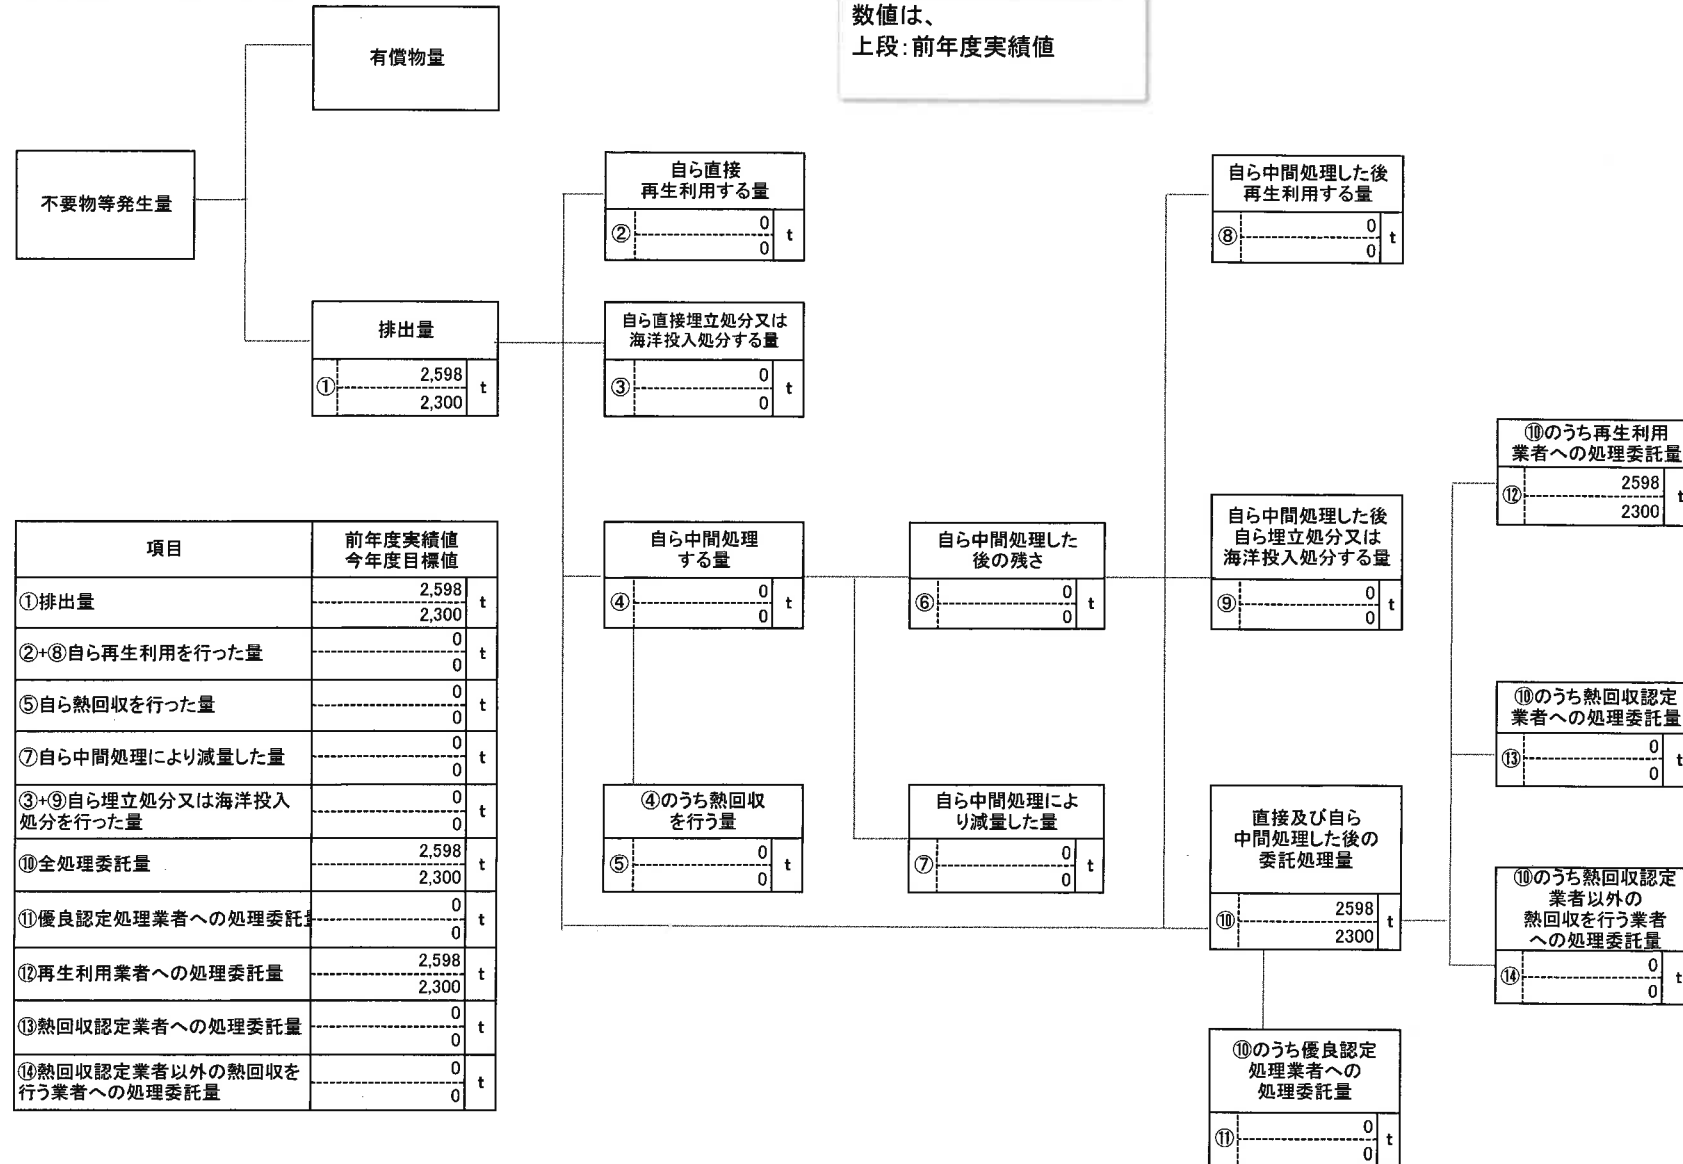 数値は、
上段：前年度実績値
有償物量
不要物等発生量
排出量
①
2,598
2,300
t
自ら直接
再生利用する量
②
0
0
t
自ら直接埋立処分又は
海洋投入処分する量
③
0
0
t
自ら中間処理
する量
④
0
0
t
④のうち熱回収
を行う量
⑤
0
0
t
自ら中間処理した
後の残さ
⑥
0
0
t
自ら中間処理によ
り減量した量
⑦
0
0
t
自ら中間処理した後
再生利用する量
⑧
0
0
t
自ら中間処理した後
自ら埋立処分又は
海洋投入処分する量
⑨
0
0
t
直接及び自ら
中間処理した後の
委託処理量
⑩
2598
2300
t
⑩のうち優良認定
処理業者への
処理委託量
⑪
0
0
t
⑩のうち再生利用
業者への処理委託量
⑫
2598
2300
t
⑩のうち熱回収認定
業者への処理委託量
⑬
0
0
t
⑩のうち熱回収認定
業者以外の
熱回収を行う業者
への処理委託量
⑭
0
0
t
項目
前年度実績値
今年度目標値
①排出量
2,598
2,300
t
②+⑧自ら再生利用を行った量
0
0
t
⑤自ら熱回収を行った量
0
0
t
⑦自ら中間処理により減量した量
0
0
t
③+⑨自ら埋立処分又は海洋投入
処分を行った量
0
0
t
⑩全処理委託量
2,598
2,300
t
⑪優良認定処理業者への処理委託
0
0
t
⑫再生利用業者への処理委託量
2,598
2,300
t
⑬熱回収認定業者への処理委託量
0
0
t
⑭熱回収認定業者以外の熱回収を
行う業者への処理委託量
0
0
t